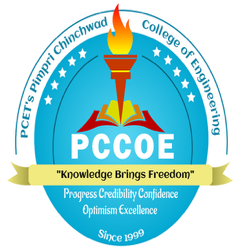 PCET's Pimpri Chinchwad College of Engineering
PCCOE
"Knowledge Brings Freedom"
Progress Credibility Confidence
Optimism Excellence
Since 1999